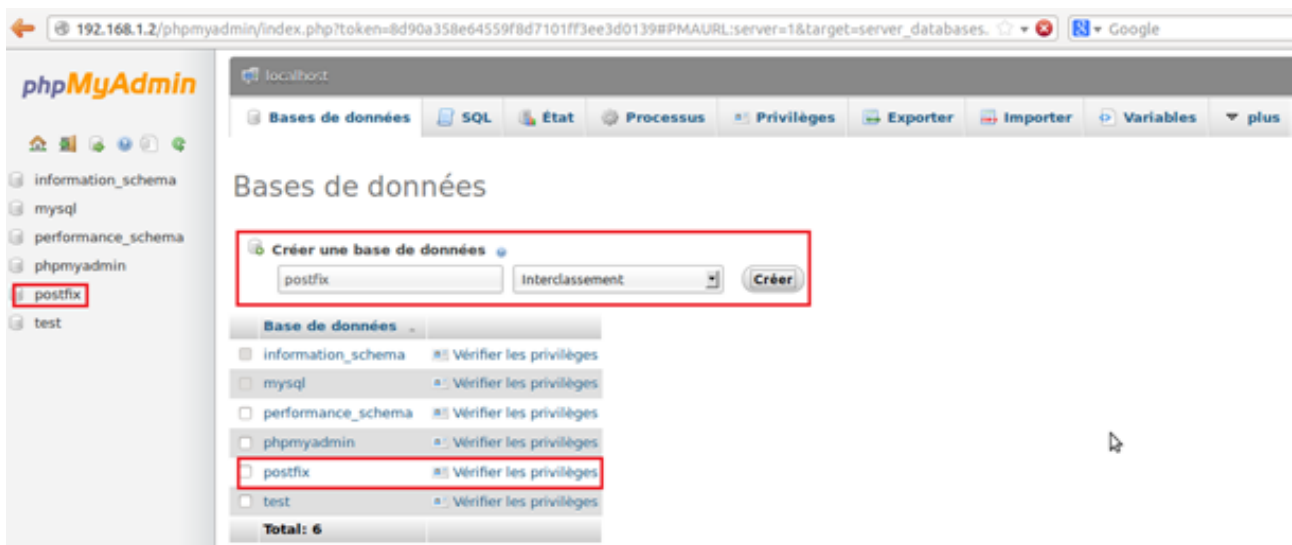 192.168.1.2/phpmyadmin/index.php?token=8d90a358e64559f8d7101ff3ee3d0139#PMAURL:server=1&target=server_databases.
Google
phpMyAdmin
localhost
Bases de données SQL État Processus Privilèges Exporter Importer Variables plus
information_schema
mysql
performance_schema
phpmyadmin
postfix
test
Bases de données
Créer une base de données
postfix Interclassement Créer
Base de données
information_schema Vérifier les privilèges
mysql Vérifier les privilèges
performance_schema Vérifier les privilèges
phpmyadmin Vérifier les privilèges
postfix Vérifier les privilèges
test Vérifier les privilèges
Total: 6